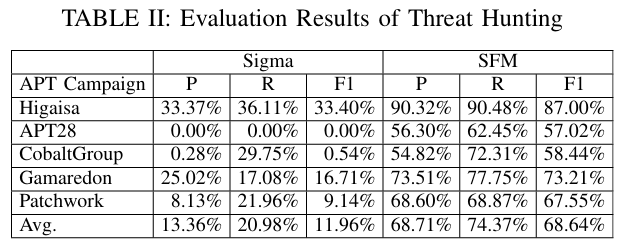 TABLE II: Evaluation Results of Threat Hunting
Sigma SFM
APT Campaign P R F1 P R F1
Higaisa 33.37% 36.11% 33.40% 90.32% 90.48% 87.00%
APT28 0.00% 0.00% 0.00% 56.30% 62.45% 57.02%
CobaltGroup 0.28% 29.75% 0.54% 54.82% 72.31% 58.44%
Gamaredon 25.02% 17.08% 16.71% 73.51% 77.75% 73.21%
Patchwork 8.13% 21.96% 9.14% 68.60% 68.87% 67.55%
Avg. 13.36% 20.98% 11.96% 68.71% 74.37% 68.64%